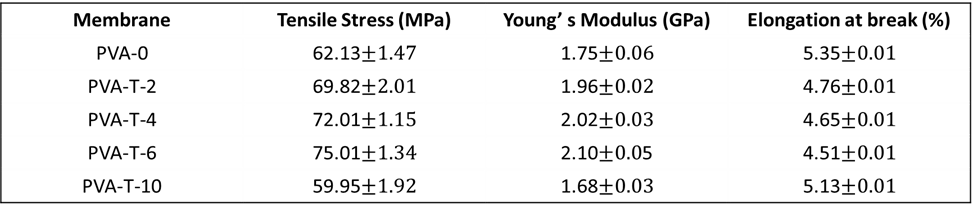 Membrane Tensile Stress (MPa) Young’ s Modulus (GPa) Elongation at break (%)
PVA-0 62.13±1.47 1.75±0.06 5.35±0.01
PVA-T-2 69.82±2.01 1.96±0.02 4.76±0.01
PVA-T-4 72.01±1.15 2.02±0.03 4.65±0.01
PVA-T-6 75.01±1.34 2.10±0.05 4.51±0.01
PVA-T-10 59.95±1.92 1.68±0.03 5.13±0.01